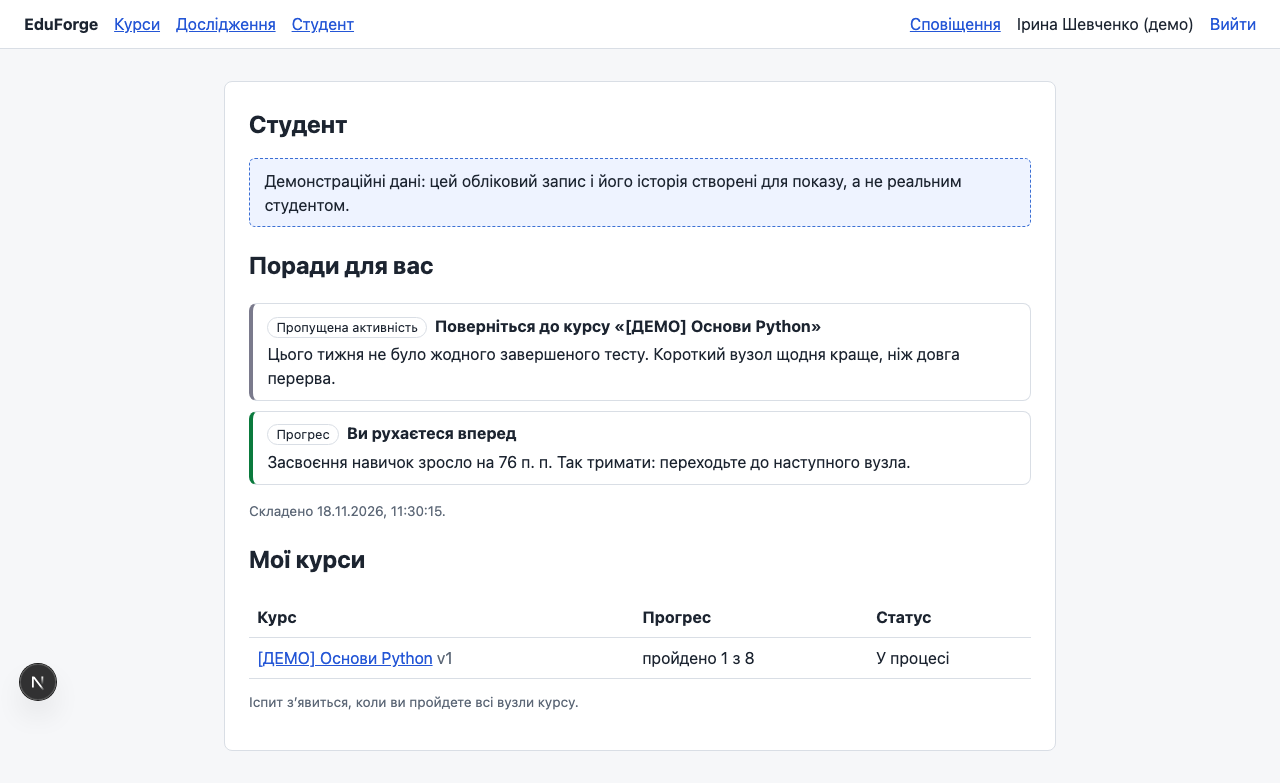 EduForge Курси Дослідження Студент Сповіщення Ірина Шевченко (демо) Вийти
Студент
Демонстраційні дані: цей обліковий запис і його історія створені для показу, а не реальним
студентом.
Поради для вас
Пропущена активність Поверніться до курсу «[ДЕМО] Основи Python»
Цього тижня не було жодного завершеного тесту. Короткий вузол щодня краще, ніж довга
перерва.
Прогрес Ви рухаєтеся вперед
Засвоєння навичок зросло на 76 п. п. Так тримати: переходьте до наступного вузла.
Складено 18.11.2026, 11:30:15.
Мої курси
Курс Прогрес Статус
[ДЕМО] Основи Python v1 пройдено 1 з 8 У процесі
N
Іспит зʼявиться, коли ви пройдете всі вузли курсу.